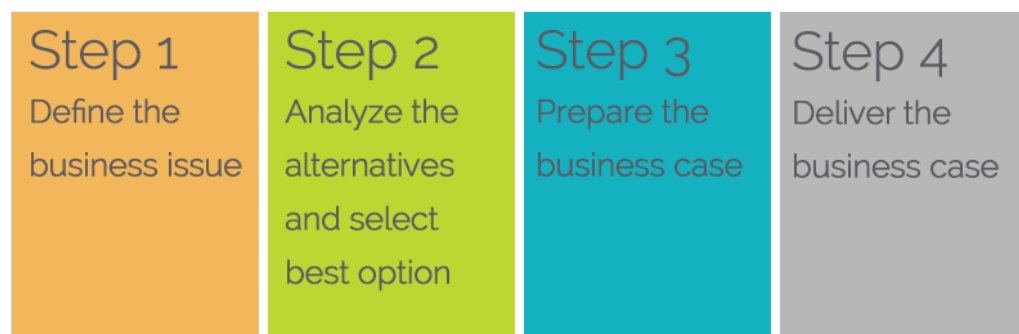 Step 1
Define the
business issue
Step 2
Analyze the
alternatives
and select
best option
Step 3
Prepare the
business case
Step 4
Deliver the
business case